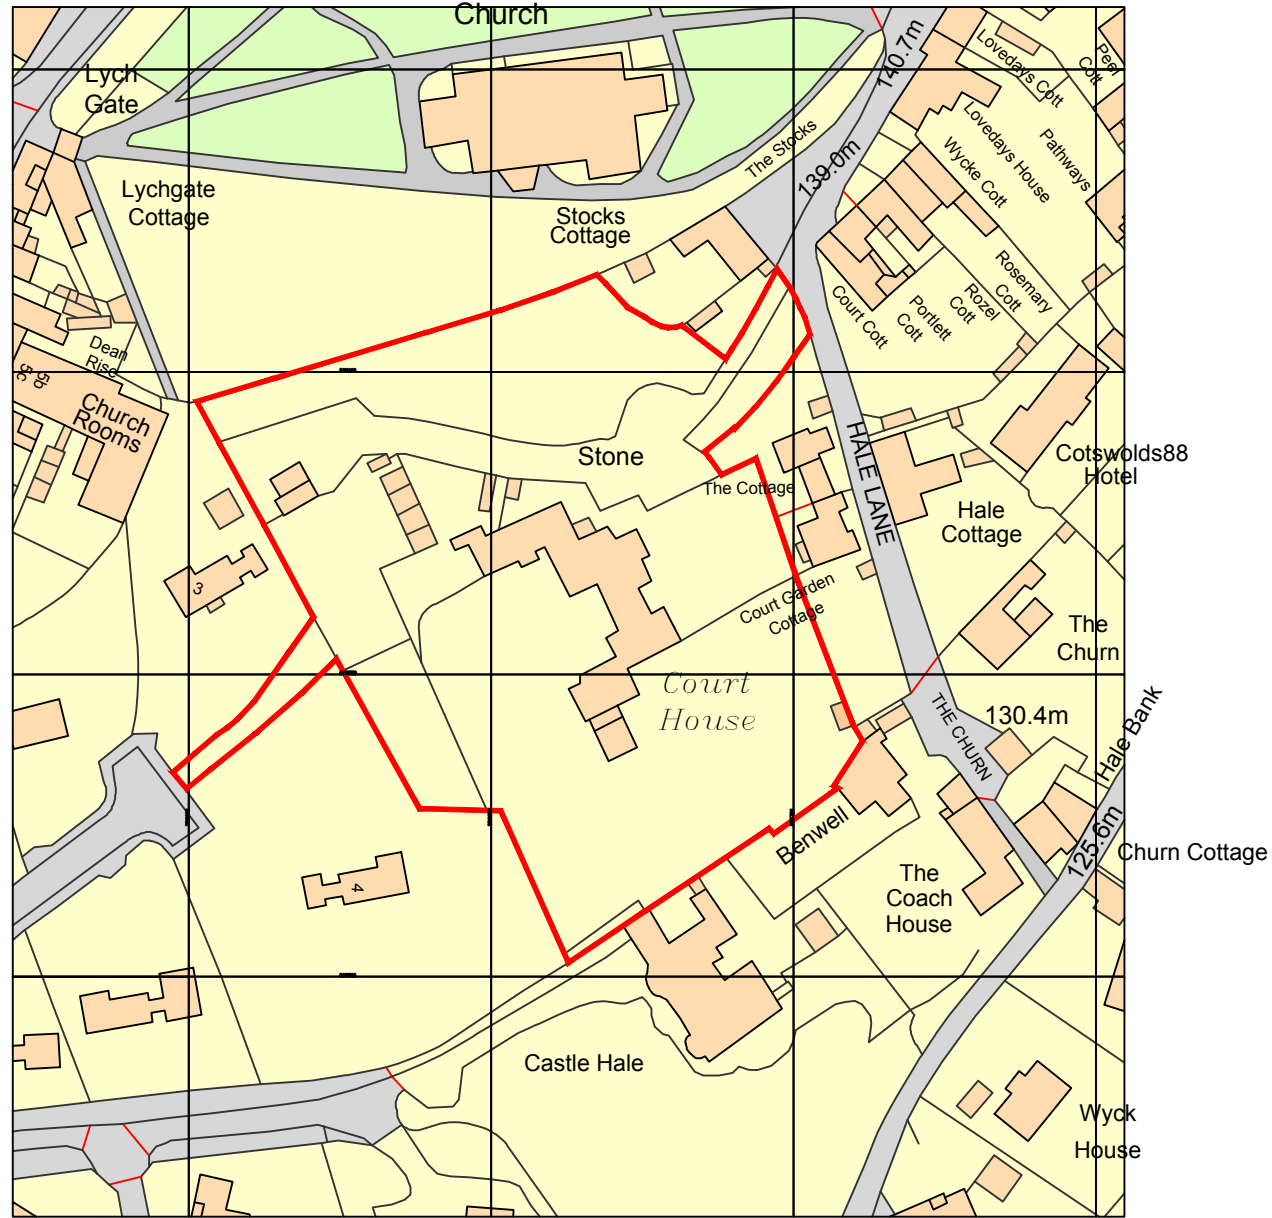 Church
Lych
Gate
140.7m
Lovedays Cott
Peel
Cott
The Stocks
139.0m
Wycke Cott
Lovedays House
Pathways
Lychgate
Cottage
Stocks
Cottage
Rosemary
Cott
Rozel
Cott
Portlett
Cott
Court Cott
Dean
Rise
5c
5b
Church
Rooms
Stone
The Cottage
HALE LANE
Cotswolds88
Hotel
Hale
Cottage
3
Court Garden
Cottage
The
Churn
Court
House
THE CHURN
130.4m
Hale Bank
Benwell
125.6m
Churn Cottage
The
Coach
House
4
Castle Hale
Wyck
House